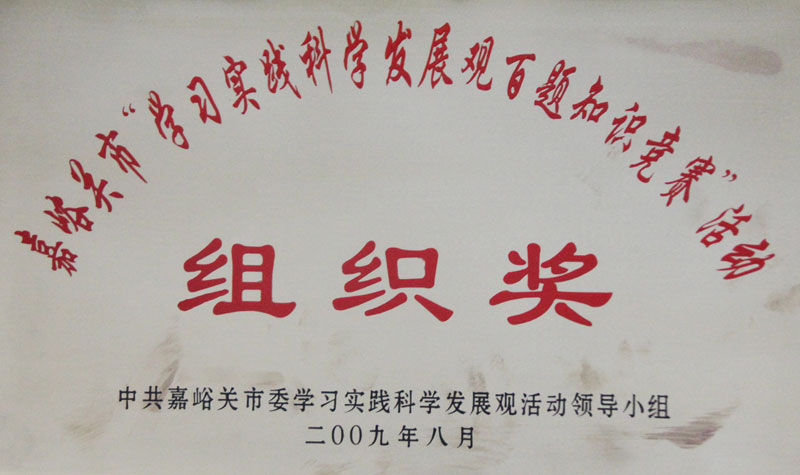 嘉峪关市“学习实践科学发展观百题知识竞赛”活动
组织奖
中共嘉峪关市委学习实践科学发展观活动领导小组
二00九年八月